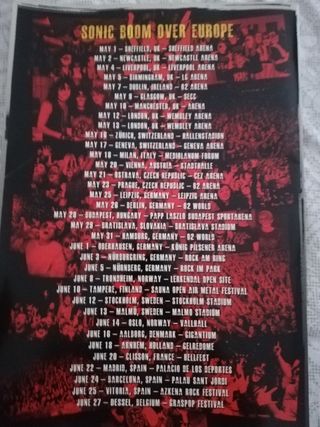 SONIC BOOM OVER EUROPE
MAY 1 – SHEFFIELD, UK – SHEFFIELD ARENA
MAY 2 – NEWCASTLE, UK – NEWCASTLE ARENA
MAY 4 – LIVERPOOL, UK – LIVERPOOL ARENA
MAY 5 – BIRMINGHAM, UK – LG ARENA
MAY 7 – DUBLIN, IRELAND – O2 ARENA
MAY 9 – GLASGOW, UK – SECC
MAY 10 – MANCHESTER, UK – ARENA
MAY 12 – LONDON, UK – WEMBLEY ARENA
MAY 13 – LONDON, UK – WEMBLEY ARENA
MAY 16 – ZÜRICH, SWITZERLAND – HALLENSTADION
MAY 17 – GENEVA, SWITZERLAND – GENEVA ARENA
MAY 18 – MILAN, ITALY – MEDIOLANUM FORUM
MAY 20 – VIENNA, AUSTRIA – STADTHALLE
MAY 21 – OSTRAVA, CZECH REPUBLIC – CEZ ARENA
MAY 23 – PRAGUE, CZECH REPUBLIC – O2 ARENA
MAY 25 – LEIPZIG, GERMANY – LEIPZIG ARENA
MAY 26 – BERLIN, GERMANY – O2 WORLD
MAY 28 – BUDAPEST, HUNGARY – PAPP LASZLO BUDAPEST SPORTARENA
MAY 29 – BRATISLAVA, SLOVAKIA – BRATISLAVA STADIUM
MAY 31 – HAMBURG, GERMANY – O2 WORLD
JUNE 1 – OBERHAUSEN, GERMANY – KÖNIG PILSENER ARENA
JUNE 3 – NÜRBURGRING, GERMANY – ROCK AM RING
JUNE 5 – NÜRNBERG, GERMANY – ROCK IM PARK
JUNE 8 – TRONDHEIM, NORWAY – LERKENDAL OPEN SITE
JUNE 10 – TAMPERE, FINLAND – SAUNA OPEN AIR METAL FESTIVAL
JUNE 12 – STOCKHOLM, SWEDEN – STOCKHOLM STADIUM
JUNE 13 – MALMÖ, SWEDEN – MALMO STADIUM
JUNE 14 – OSLO, NORWAY – VALLHALL
JUNE 16 – AALBORG, DENMARK – GIGANTIUM
JUNE 18 – ARNHEM, HOLLAND – GELREDOME
JUNE 20 – CLISSON, FRANCE – HELLFEST
JUNE 22 – MADRID, SPAIN – PALACIO DE LOS DEPORTES
JUNE 24 – BARCELONA, SPAIN – PALAU SANT JORDI
JUNE 25 – VITORIA, SPAIN – AZKENA ROCK FESTIVAL
JUNE 27 – DESSEL, BELGIUM – GRASPOP FESTIVAL